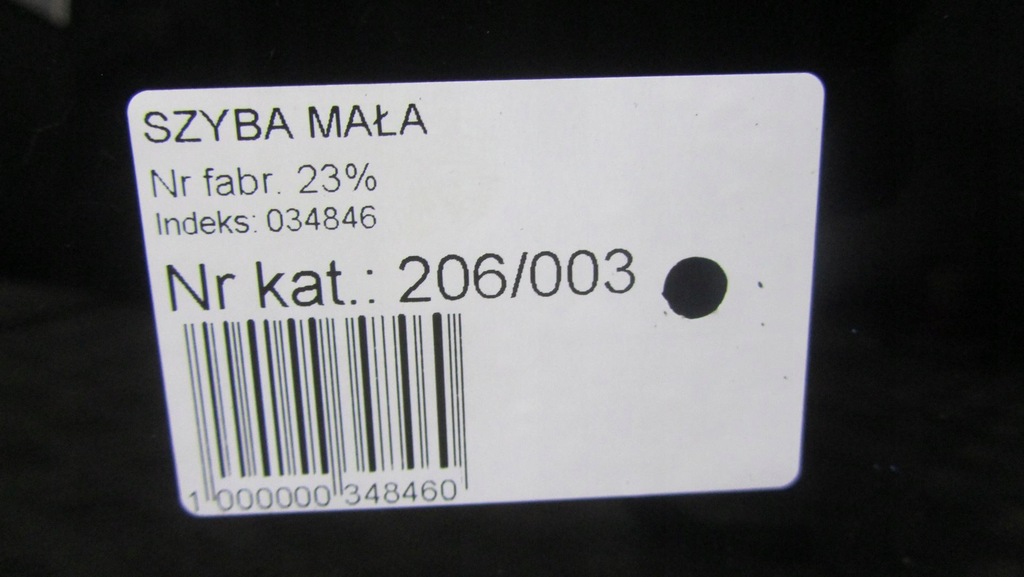 SZYBA MAŁA
Nr fabr. 23%
Indeks: 034846
Nr kat.: 206/003
1 000000 348460